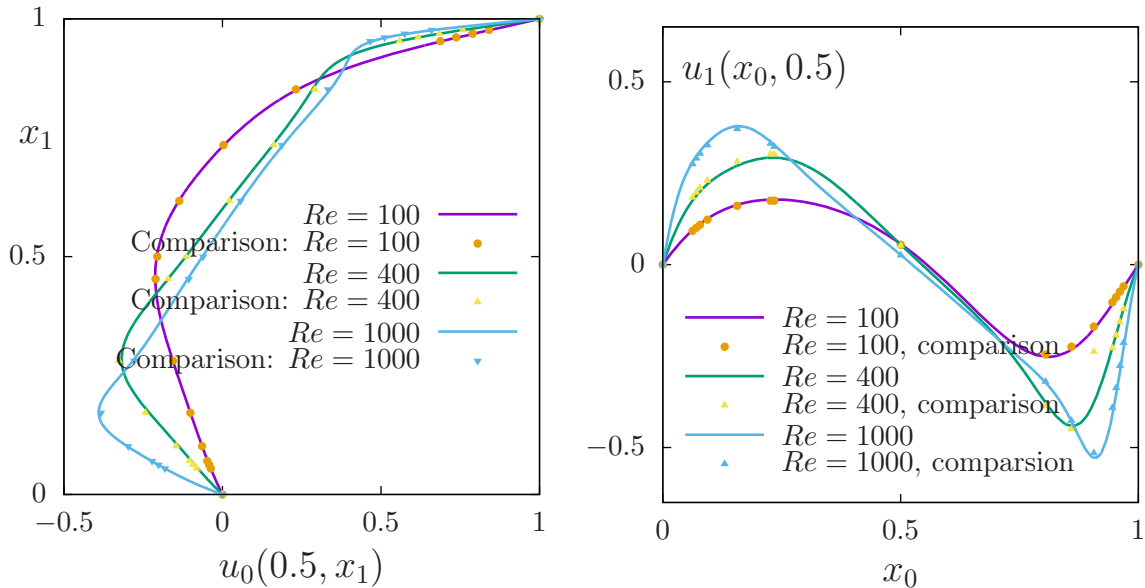 1
x_1
0.5
0
Re = 100
Comparison: Re = 100
Re = 400
Comparison: Re = 400
Re = 1000
Comparison: Re = 1000
−0.5 0 0.5 1
u_0(0.5, x_1)
u_1(x_0, 0.5)
0.5
0
−0.5
Re = 100
Re = 100, comparison
Re = 400
Re = 400, comparison
Re = 1000
Re = 1000, comparsion
0 0.5 1
x_0